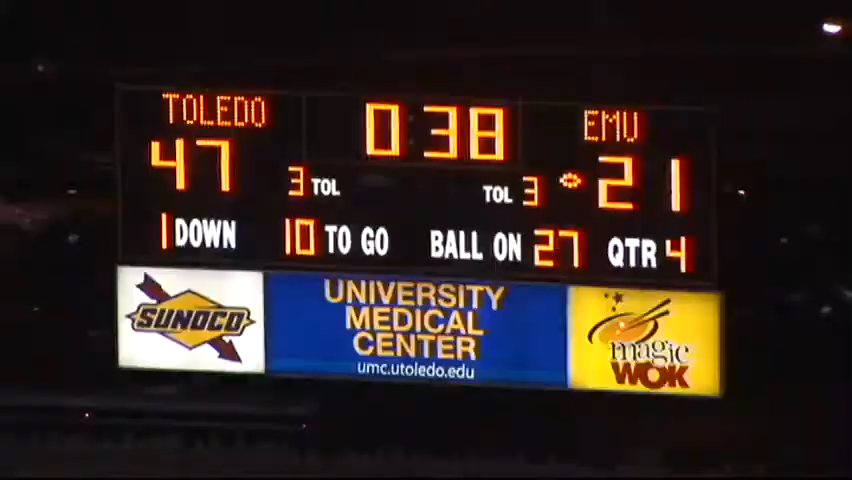 TOLEDO 0:38 EMU
47 3 TOL TOL 3 21
1 DOWN 10 TO GO BALL ON 27 QTR 4
SUNOCO
UNIVERSITY
MEDICAL
CENTER
umc.utoledo.edu
magic
WOK